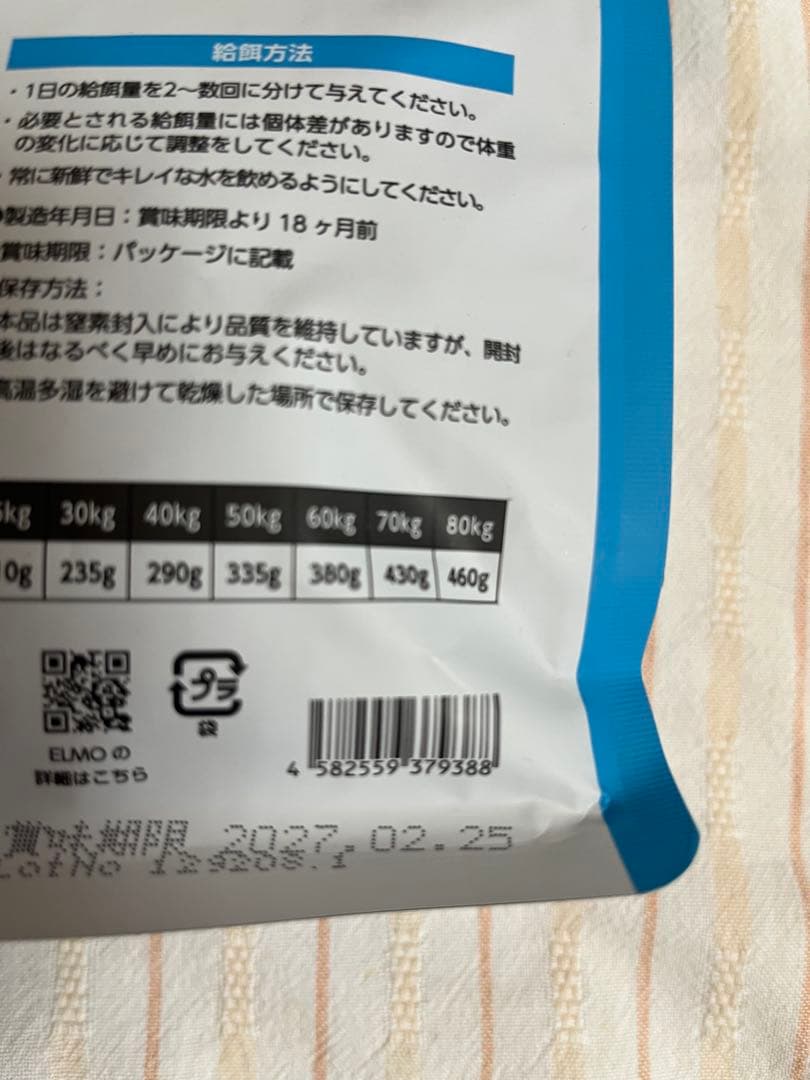 給餌方法
・1日の給餌量を2〜数回に分けて与えてください。
・必要とされる給餌量には個体差がありますので体重
の変化に応じて調整をしてください。
・常に新鮮でキレイな水を飲めるようにしてください。
●製造年月日：賞味期限より 18 ヶ月前
賞味期限：パッケージに記載
保存方法：
本品は窒素封入により品質を維持していますが、開封
後はなるべく早めにお与えください。
高温多湿を避けて乾燥した場所で保存してください。
kg 30kg 40kg 50kg 60kg 70kg 80kg
0g 235g 290g 335g 380g 430g 460g
プラ
袋
ELMO の
詳細はこちら
4 582559 379388
賞味期限 2027.02.25
LotNo 129208.1